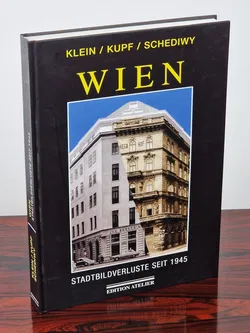 KLEIN / KUPF / SCHEDIWY
WIEN
STADTBILDVERLUSTE SEIT 1945
EDITION ATELIER